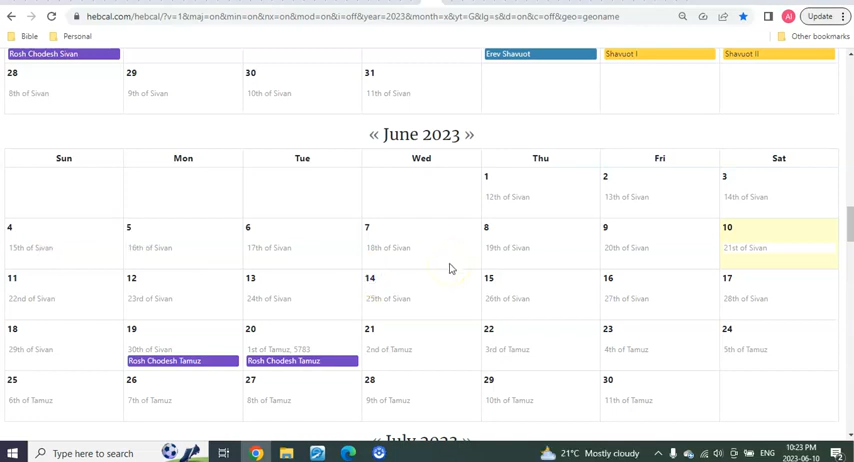 hebcal.com/hebcal/?v=1&maj=on&min=on&nx=on&mod=on&i=off&year=2023&month=x&yt=G&lg=s&d=on&c=off&geo=geoname
AI
Update
Bible Personal Other bookmarks
Rosh Chodesh Sivan Erev Shavuot Shavuot I Shavuot II
28 29 30 31
8th of Sivan 9th of Sivan 10th of Sivan 11th of Sivan
« June 2023 »
Sun Mon Tue Wed Thu Fri Sat
1 2 3
12th of Sivan 13th of Sivan 14th of Sivan
4 5 6 7 8 9 10
15th of Sivan 16th of Sivan 17th of Sivan 18th of Sivan 19th of Sivan 20th of Sivan 21st of Sivan
11 12 13 14 15 16 17
22nd of Sivan 23rd of Sivan 24th of Sivan 25th of Sivan 26th of Sivan 27th of Sivan 28th of Sivan
18 19 20 21 22 23 24
29th of Sivan 30th of Sivan 1st of Tamuz, 5783 2nd of Tamuz 3rd of Tamuz 4th of Tamuz 5th of Tamuz
Rosh Chodesh Tamuz Rosh Chodesh Tamuz
25 26 27 28 29 30
6th of Tamuz 7th of Tamuz 8th of Tamuz 9th of Tamuz 10th of Tamuz 11th of Tamuz
« July 2023 »
Type here to search 21°C Mostly cloudy ENG 10:23 PM
2023-06-10 2